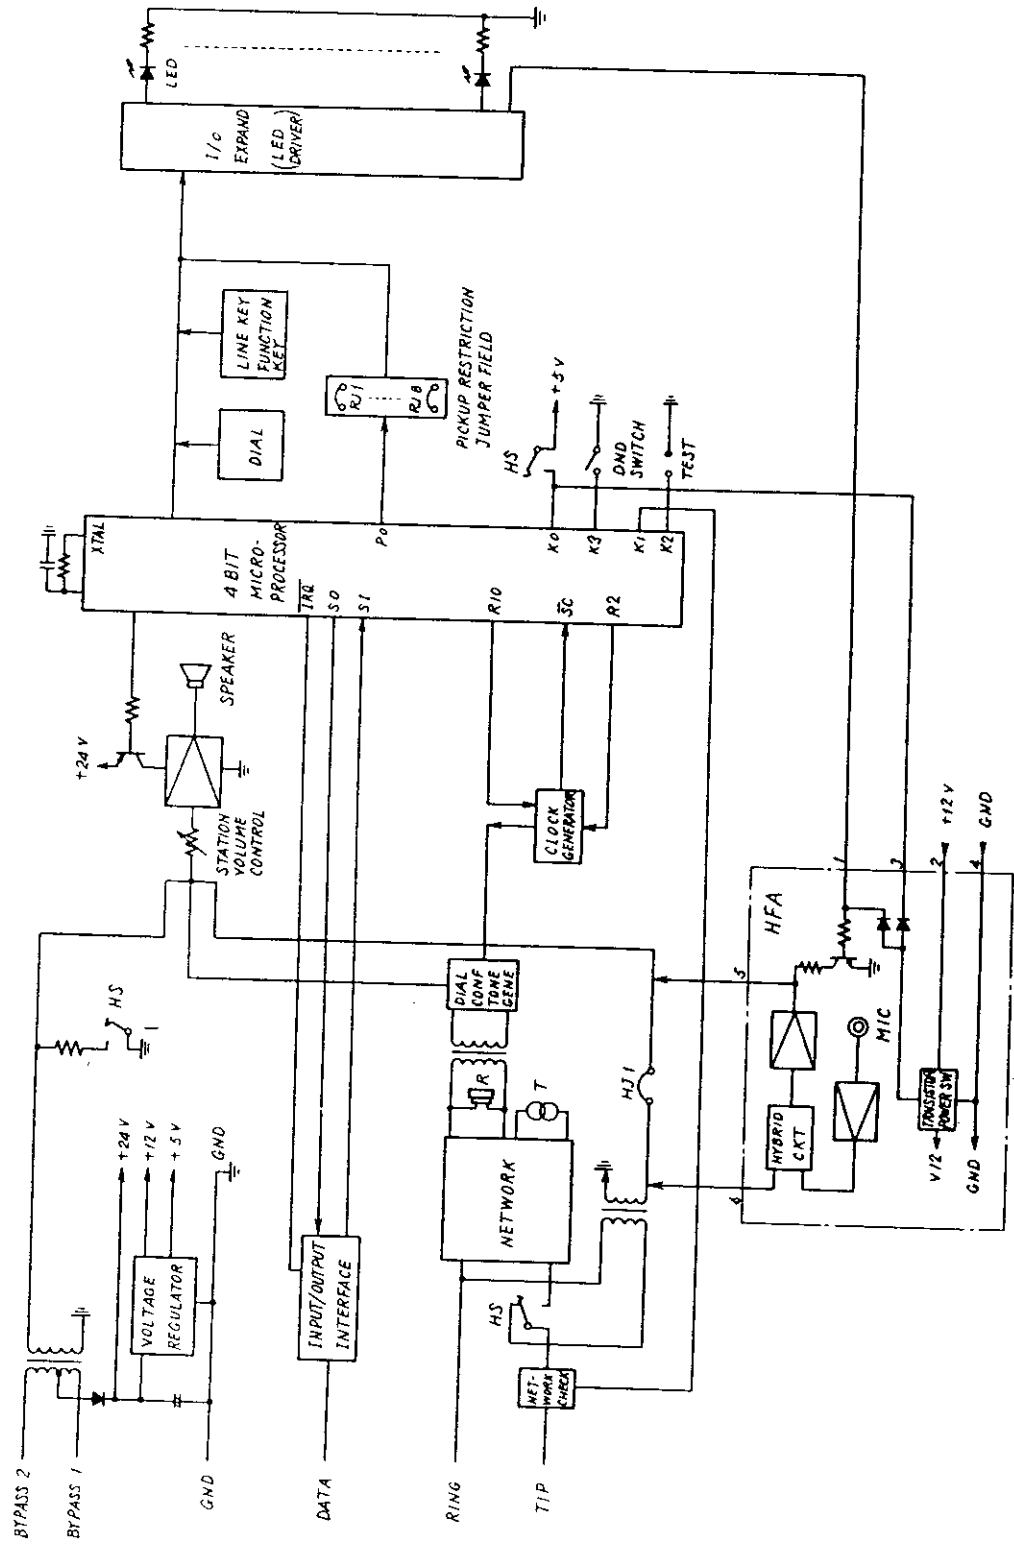 BYPASS 2
BYPASS 1
GND
DATA
RING
TIP
+24V
+12V
+5V
GND
VOLTAGE
REGULATOR
HS
INPUT/OUTPUT
INTERFACE
HS
NET-
WORK
CHECK
NETWORK
R
T
DIAL
CONF
TONE
GENE
HJ1
STATION
VOLUME
CONTROL
+24V
SPEAKER
CLOCK
GENERATOR
XTAL
4 BIT
MICRO-
PROCESSOR
IRQ
SO
SI
R10
SC
R2
PO
KO
K3
K1
K2
DIAL
LINE KEY
FUNCTION
KEY
RJ1
RJ8
PICKUP RESTRICTION
JUMPER FIELD
HS
+5V
DND
SWITCH
TEST
I/O
EXPAND
(LED
DRIVER)
LED
HFA
HYBRID
CKT
MIC
TRANSISTOR
POWER SW
V12
GND
6
5
1
3
2
4
+12V
GND